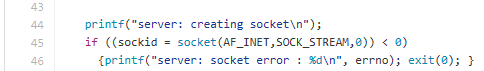 43
44 printf("server: creating socket\n");
45 if ((sockid = socket(AF_INET,SOCK_STREAM,0)) < 0)
46 {printf("server: socket error : %d\n", errno); exit(0); }